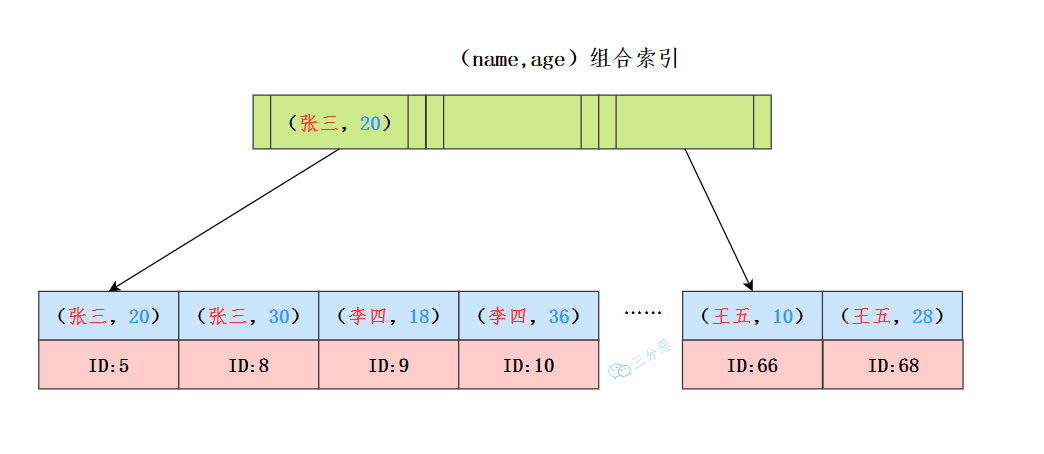 （name,age）组合索引
（张三，20）
（张三，20） （张三，30） （李四，18） （李四，36） …… （王五，10） （王五，28）
ID:5 ID:8 ID:9 ID:10 ID:66 ID:68
三分恶